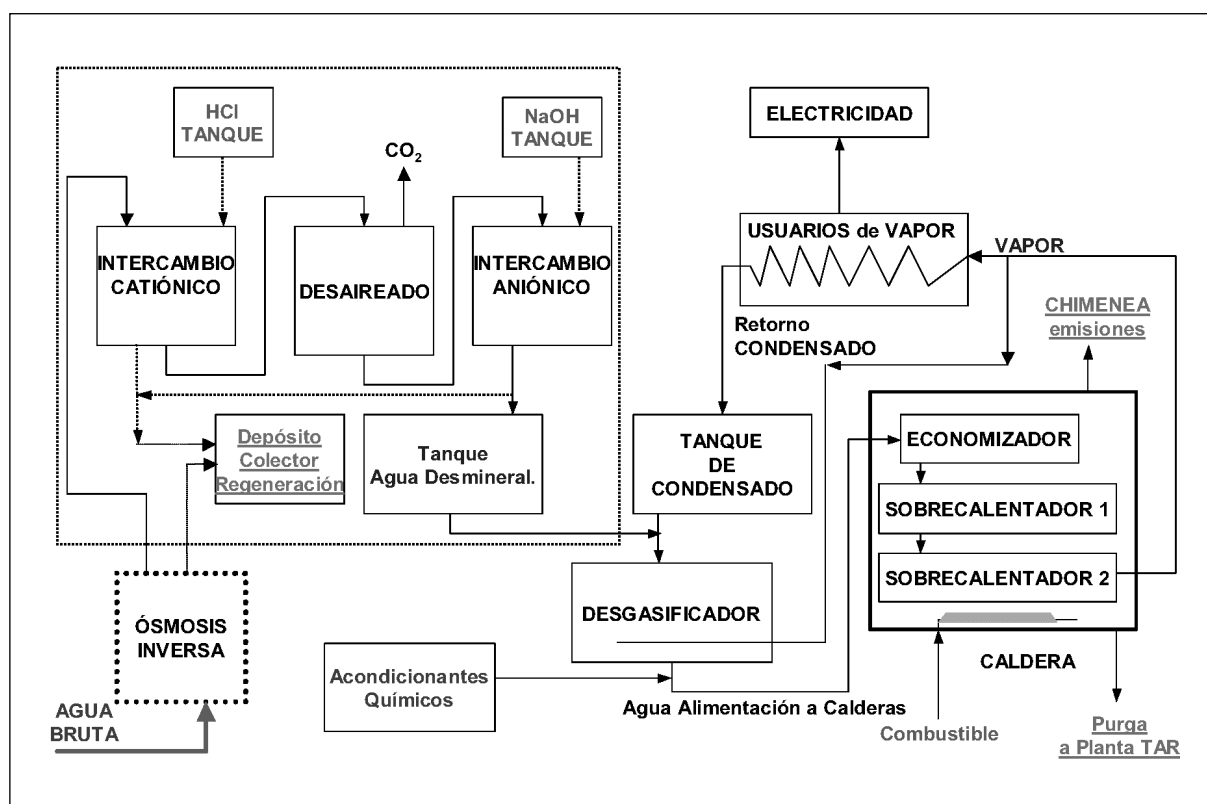 HCl
TANQUE
NaOH
TANQUE
CO2
ELECTRICIDAD
INTERCAMBIO
CATIÓNICO
DESAIREADO
INTERCAMBIO
ANIÓNICO
USUARIOS de VAPOR
VAPOR
Retorno
CONDENSADO
CHIMENEA
emisiones
Depósito
Colector
Regeneración
Tanque
Agua Desmineral.
TANQUE
DE
CONDENSADO
ECONOMIZADOR
SOBRECALENTADOR 1
SOBRECALENTADOR 2
ÓSMOSIS
INVERSA
DESGASIFICADOR
CALDERA
Acondicionantes
Químicos
Agua Alimentación a Calderas
AGUA
BRUTA
Combustible
Purga
a Planta TAR